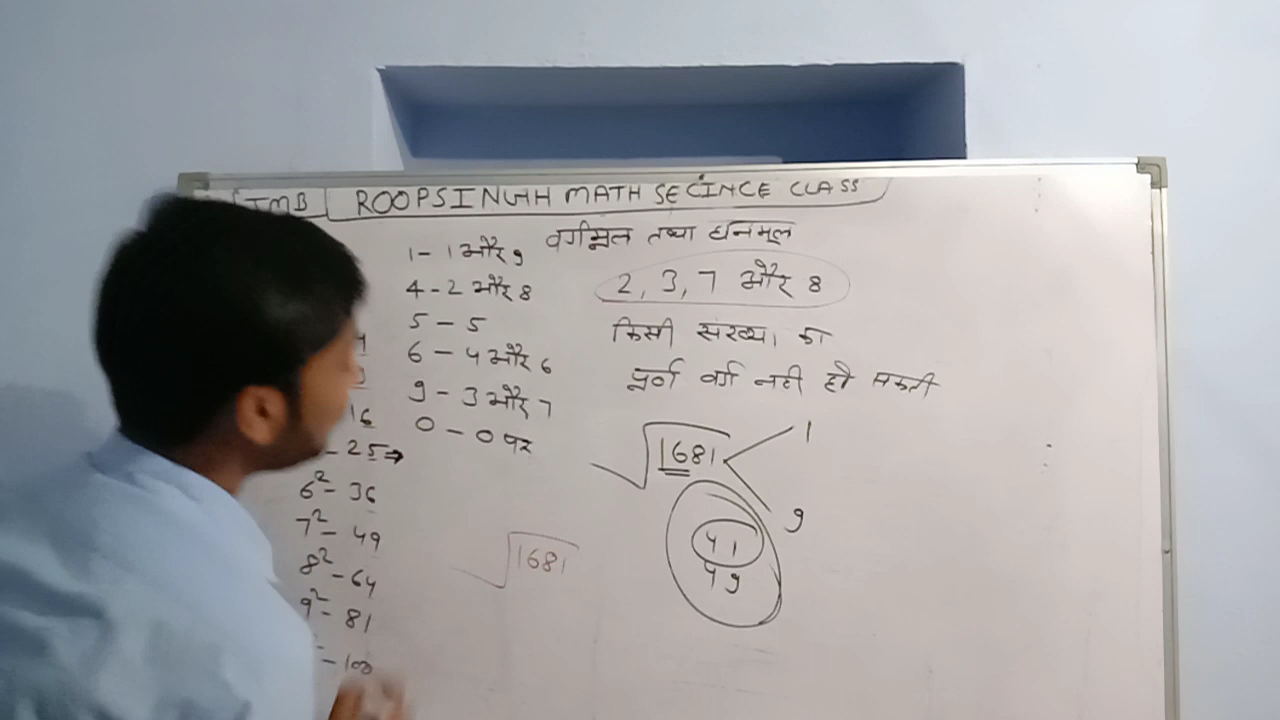 JMB ROOPSINGH MATH SECINCE CLASS
वर्गमूल तथा घनमूल
1 - 1 और 9
4 - 2 और 8
5 - 5
6 - 4 और 6
9 - 3 और 7
0 - 0 पर
2, 3, 7 और 8
किसी संख्या का
पूर्ण वर्ग नही हो सकती
16
- 25 →
6² - 36
7² - 49
8² - 64
9² - 81
- 100
√1681
1
9
41
49
√1681